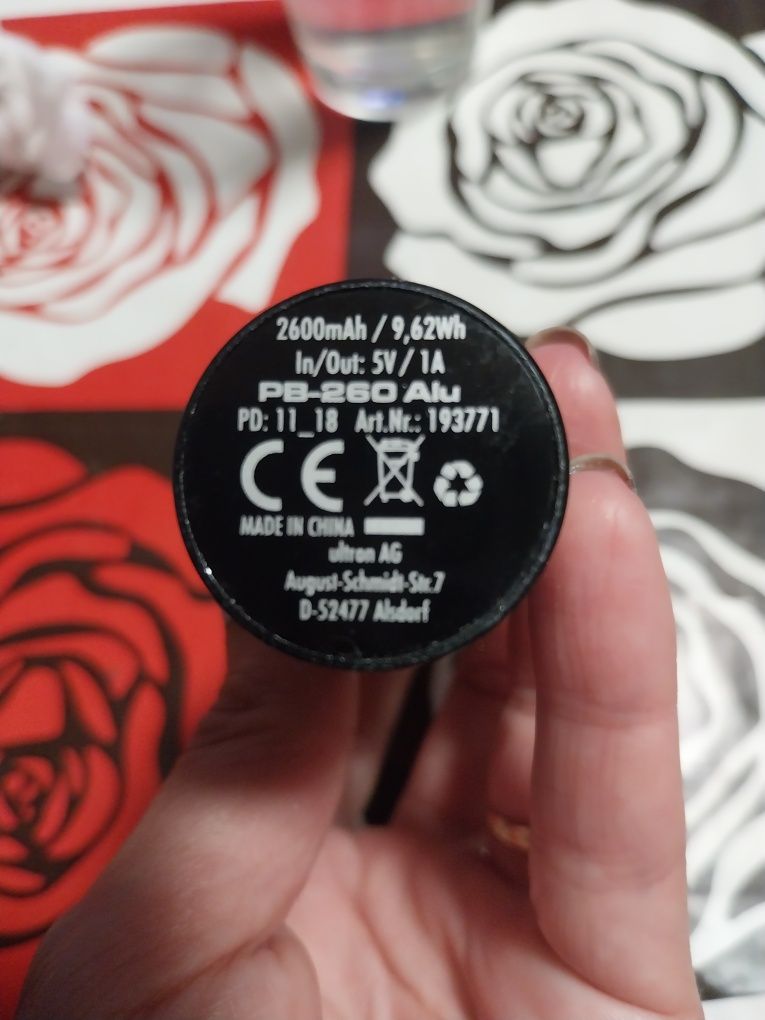 2600mAh / 9,62Wh
In/Out: 5V / 1A
PB-260 Alu
PD: 11_18 Art.Nr.: 193771
CE
MADE IN CHINA
ultron AG
August-Schmidt-Str.7
D-52477 Alsdorf